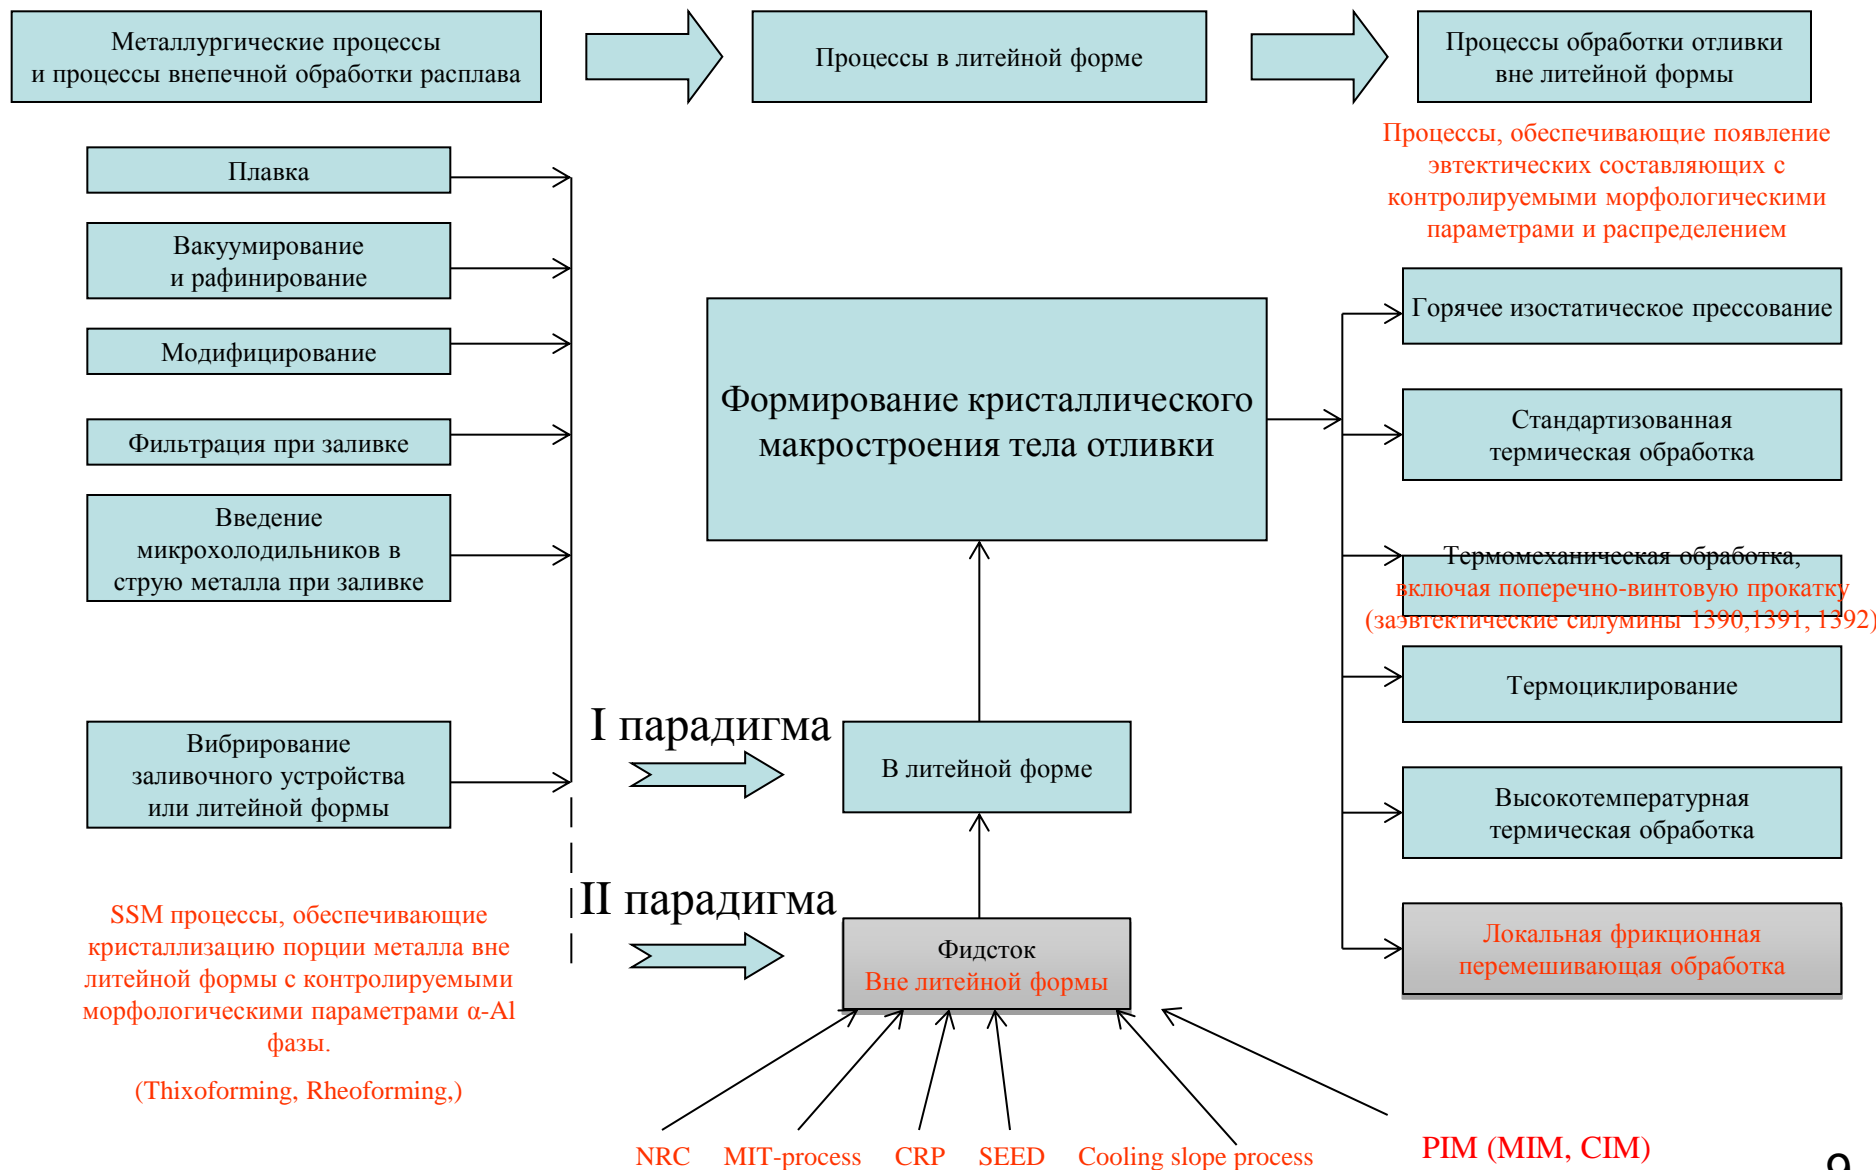 Металлургические процессы
и процессы внепечной обработки расплава
Процессы в литейной форме
Процессы обработки отливки
вне литейной формы
Процессы, обеспечивающие появление
эвтектических составляющих с
контролируемыми морфологическими
параметрами и распределением
Плавка
Вакуумирование
и рафинирование
Модифицирование
Фильтрация при заливке
Введение
микрохолодильников в
струю металла при заливке
Вибрирование
заливочного устройства
или литейной формы
SSM процессы, обеспечивающие
кристаллизацию порции металла вне
литейной формы с контролируемыми
морфологическими параметрами α-Al
фазы.
(Thixoforming, Rheoforming,)
Формирование кристаллического
макростроения тела отливки
I парадигма
В литейной форме
II парадигма
Фидсток
Вне литейной формы
NRC
MIT-process
CRP
SEED
Cooling slope process
PIM (MIM, CIM)
Горячее изостатическое прессование
Стандартизованная
термическая обработка
Термомеханическая обработка,
включая поперечно-винтовую прокатку
(заэвтектические силумины 1390,1391, 1392)
Термоциклирование
Высокотемпературная
термическая обработка
Локальная фрикционная
перемешивающая обработка
9